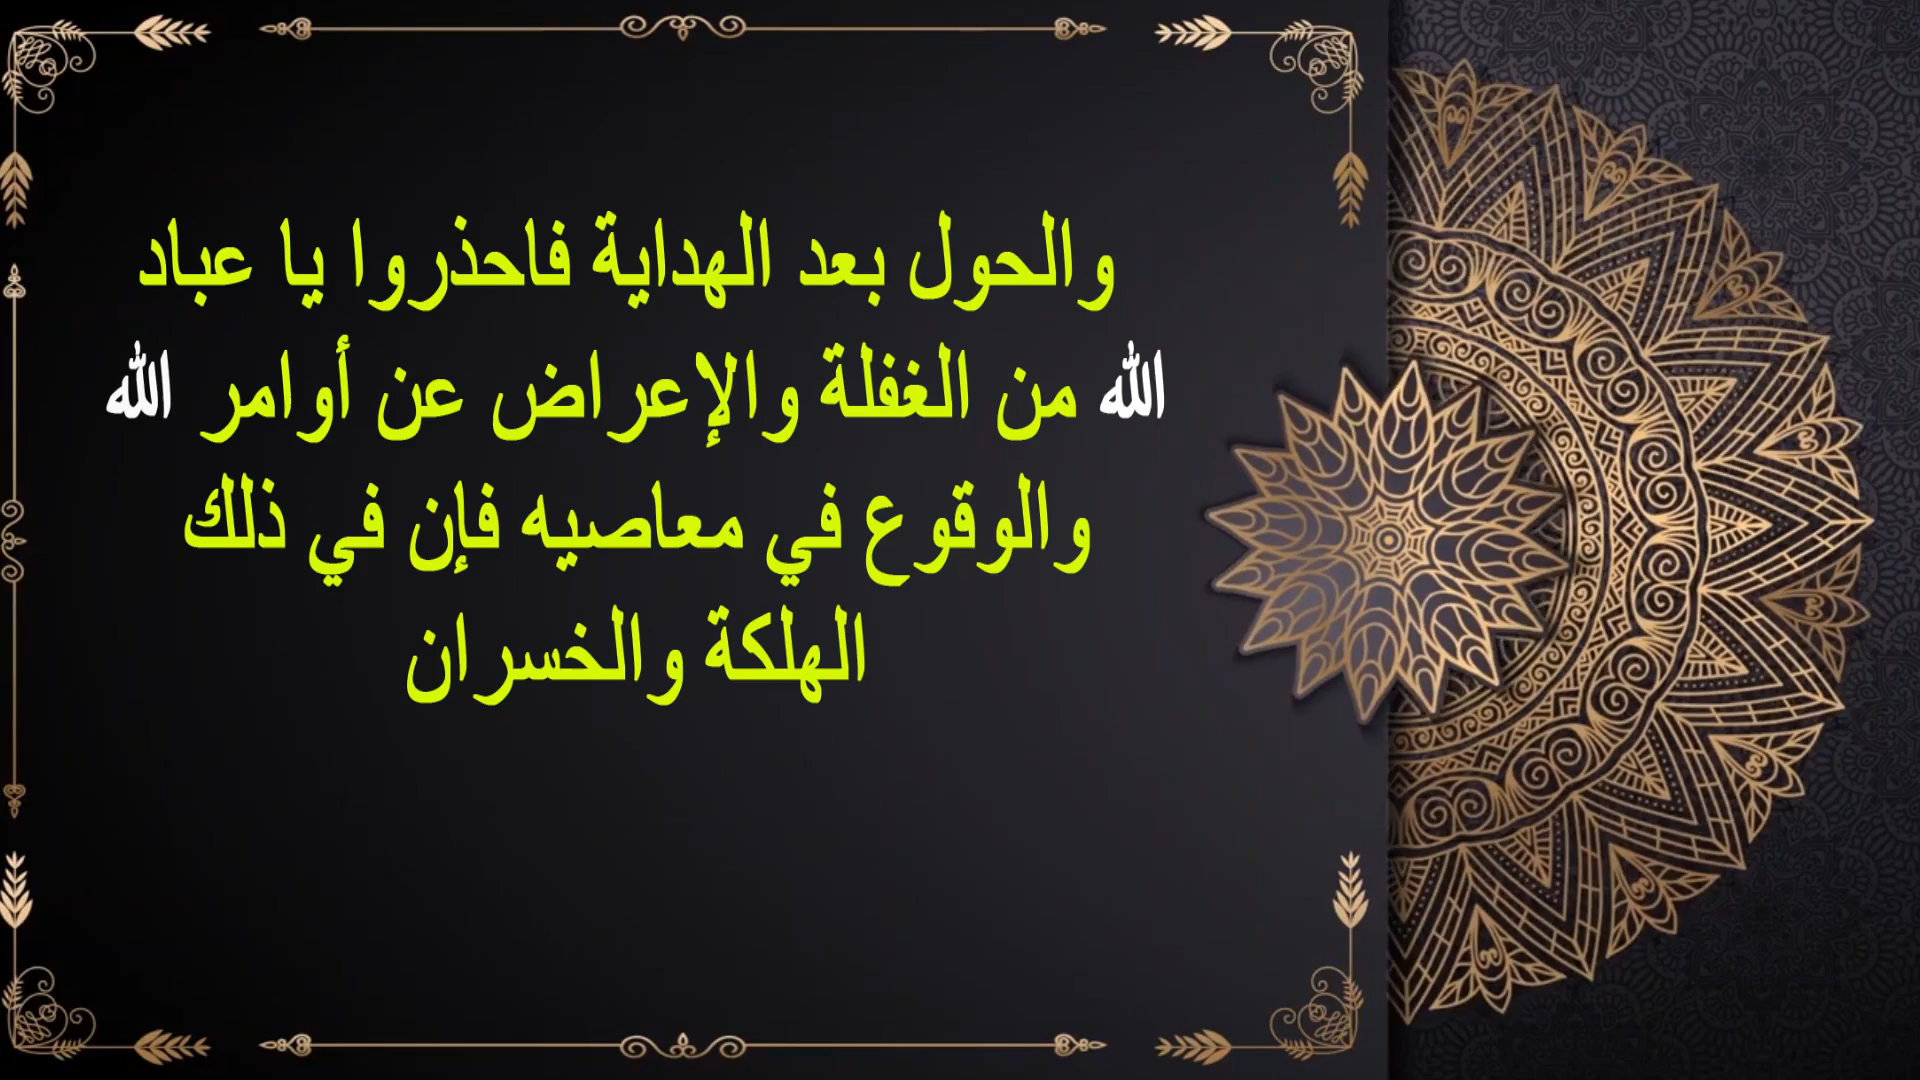 والحول بعد الهداية فاحذروا يا عباد
الله من الغفلة والإعراض عن أوامر الله
والوقوع في معاصيه فإن في ذلك
الهلكة والخسران